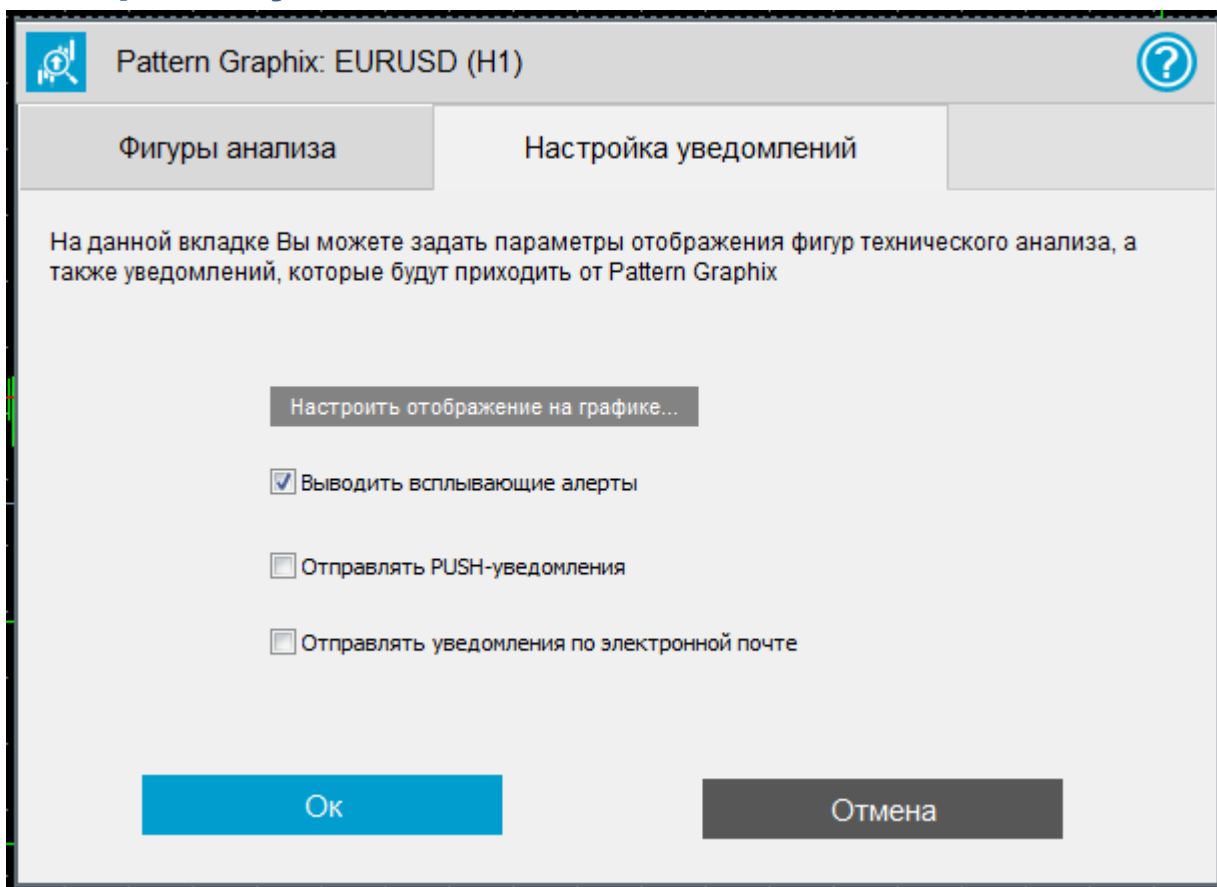 Pattern Graphix: EURUSD (H1)
?
Фигуры анализа
Настройка уведомлений
На данной вкладке Вы можете задать параметры отображения фигур технического анализа, а
также уведомлений, которые будут приходить от Pattern Graphix
Настроить отображение на графике...
Выводить всплывающие алерты
Отправлять PUSH-уведомления
Отправлять уведомления по электронной почте
Ок
Отмена